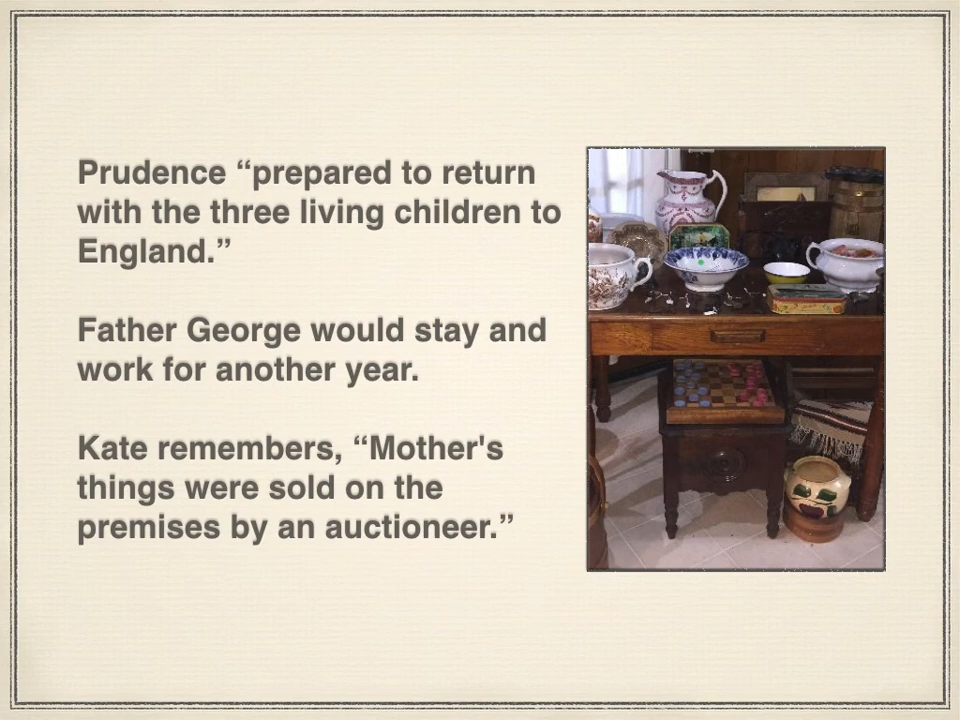 Prudence “prepared to return
with the three living children to
England.”
Father George would stay and
work for another year.
Kate remembers, “Mother's
things were sold on the
premises by an auctioneer.”